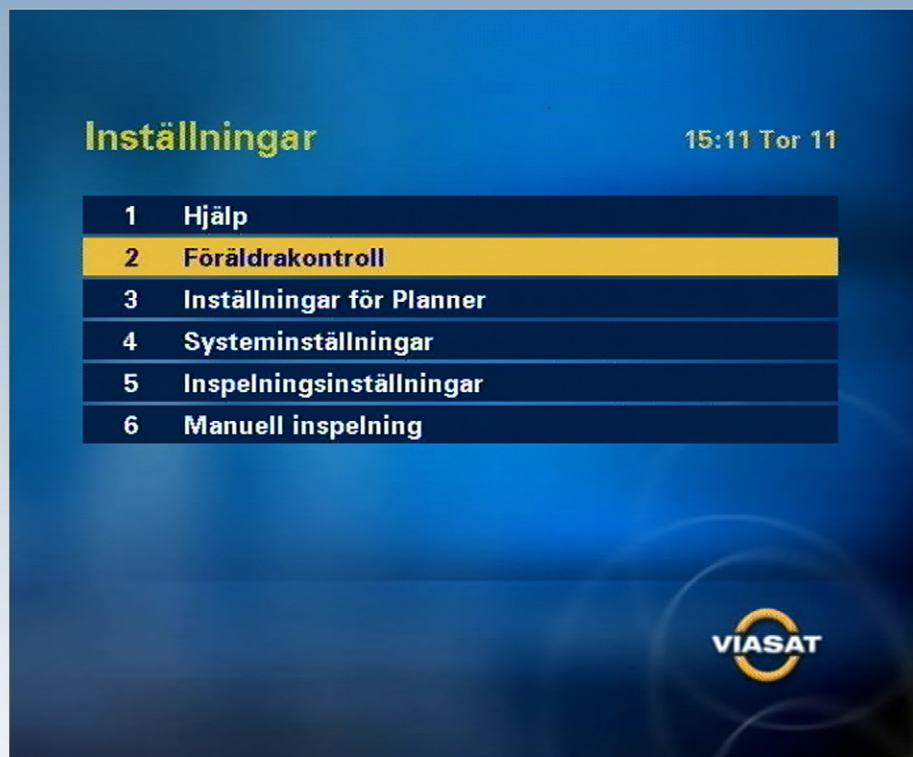 Inställningar
15:11 Tor 11
1 Hjälp
2 Föräldrakontroll
3 Inställningar för Planner
4 Systeminställningar
5 Inspelningsinställningar
6 Manuell inspelning
VIASAT